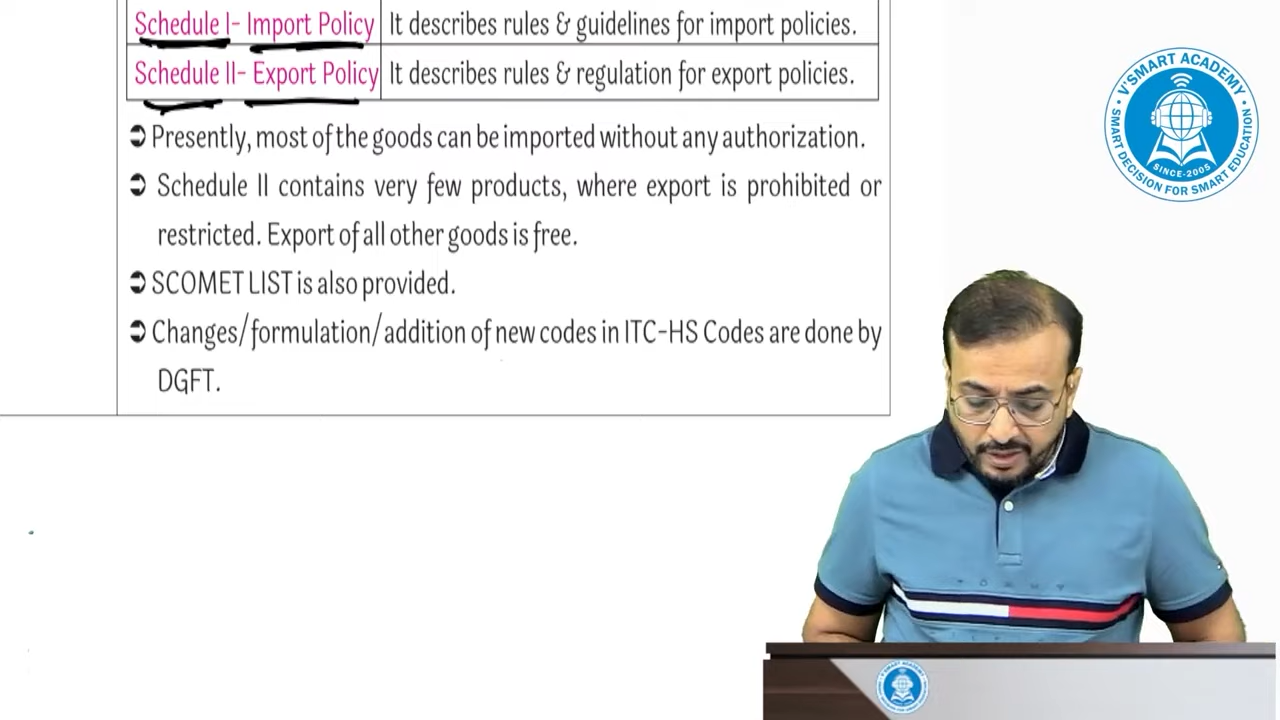 Schedule I- Import Policy It describes rules & guidelines for import policies.
Schedule II- Export Policy It describes rules & regulation for export policies.
➲ Presently, most of the goods can be imported without any authorization.
➲ Schedule II contains very few products, where export is prohibited or
restricted. Export of all other goods is free.
➲ SCOMET LIST is also provided.
➲ Changes/formulation/addition of new codes in ITC-HS Codes are done by
DGFT.
V'SMART ACADEMY
SINCE-2005
SMART DECISION FOR SMART EDUCATION